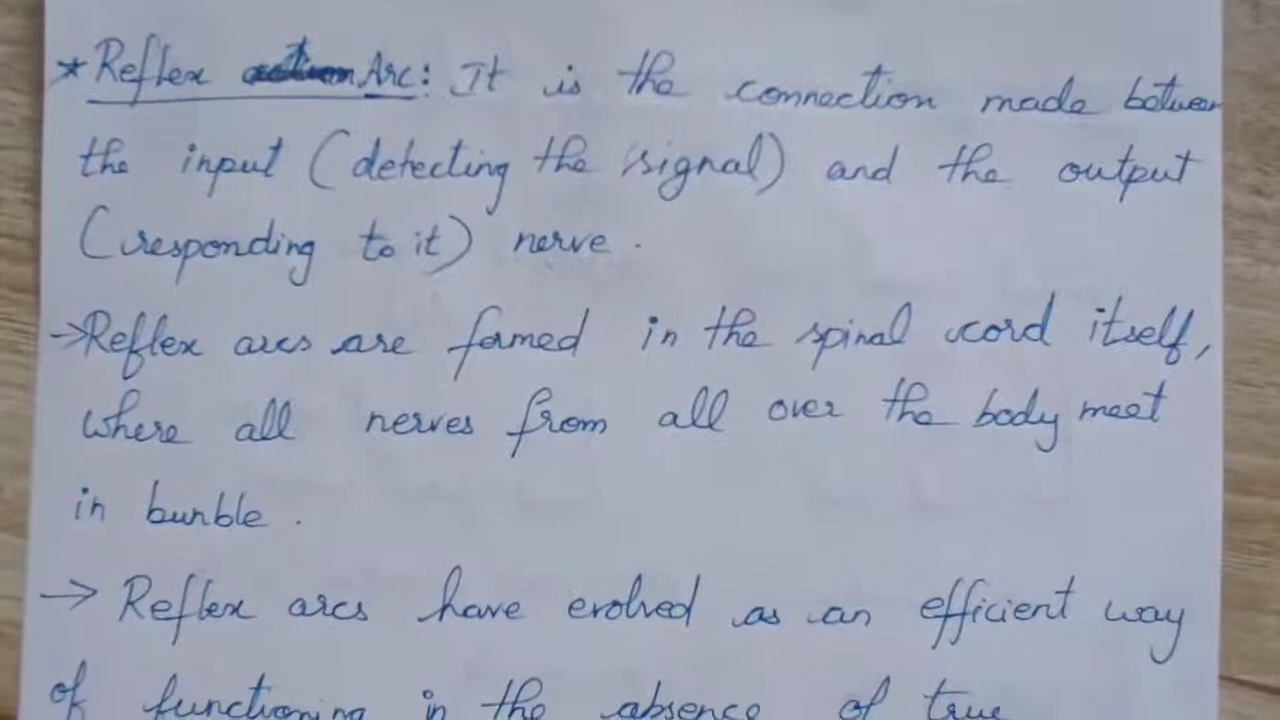 * Reflex Arc: It is the connection made between
the input (detecting the signal) and the output
(responding to it) nerve.
→ Reflex arcs are formed in the spinal cord itself,
where all nerves from all over the body meet
in bunble.
→ Reflex arcs have evolved as an efficient way
of functioning in the absence of true